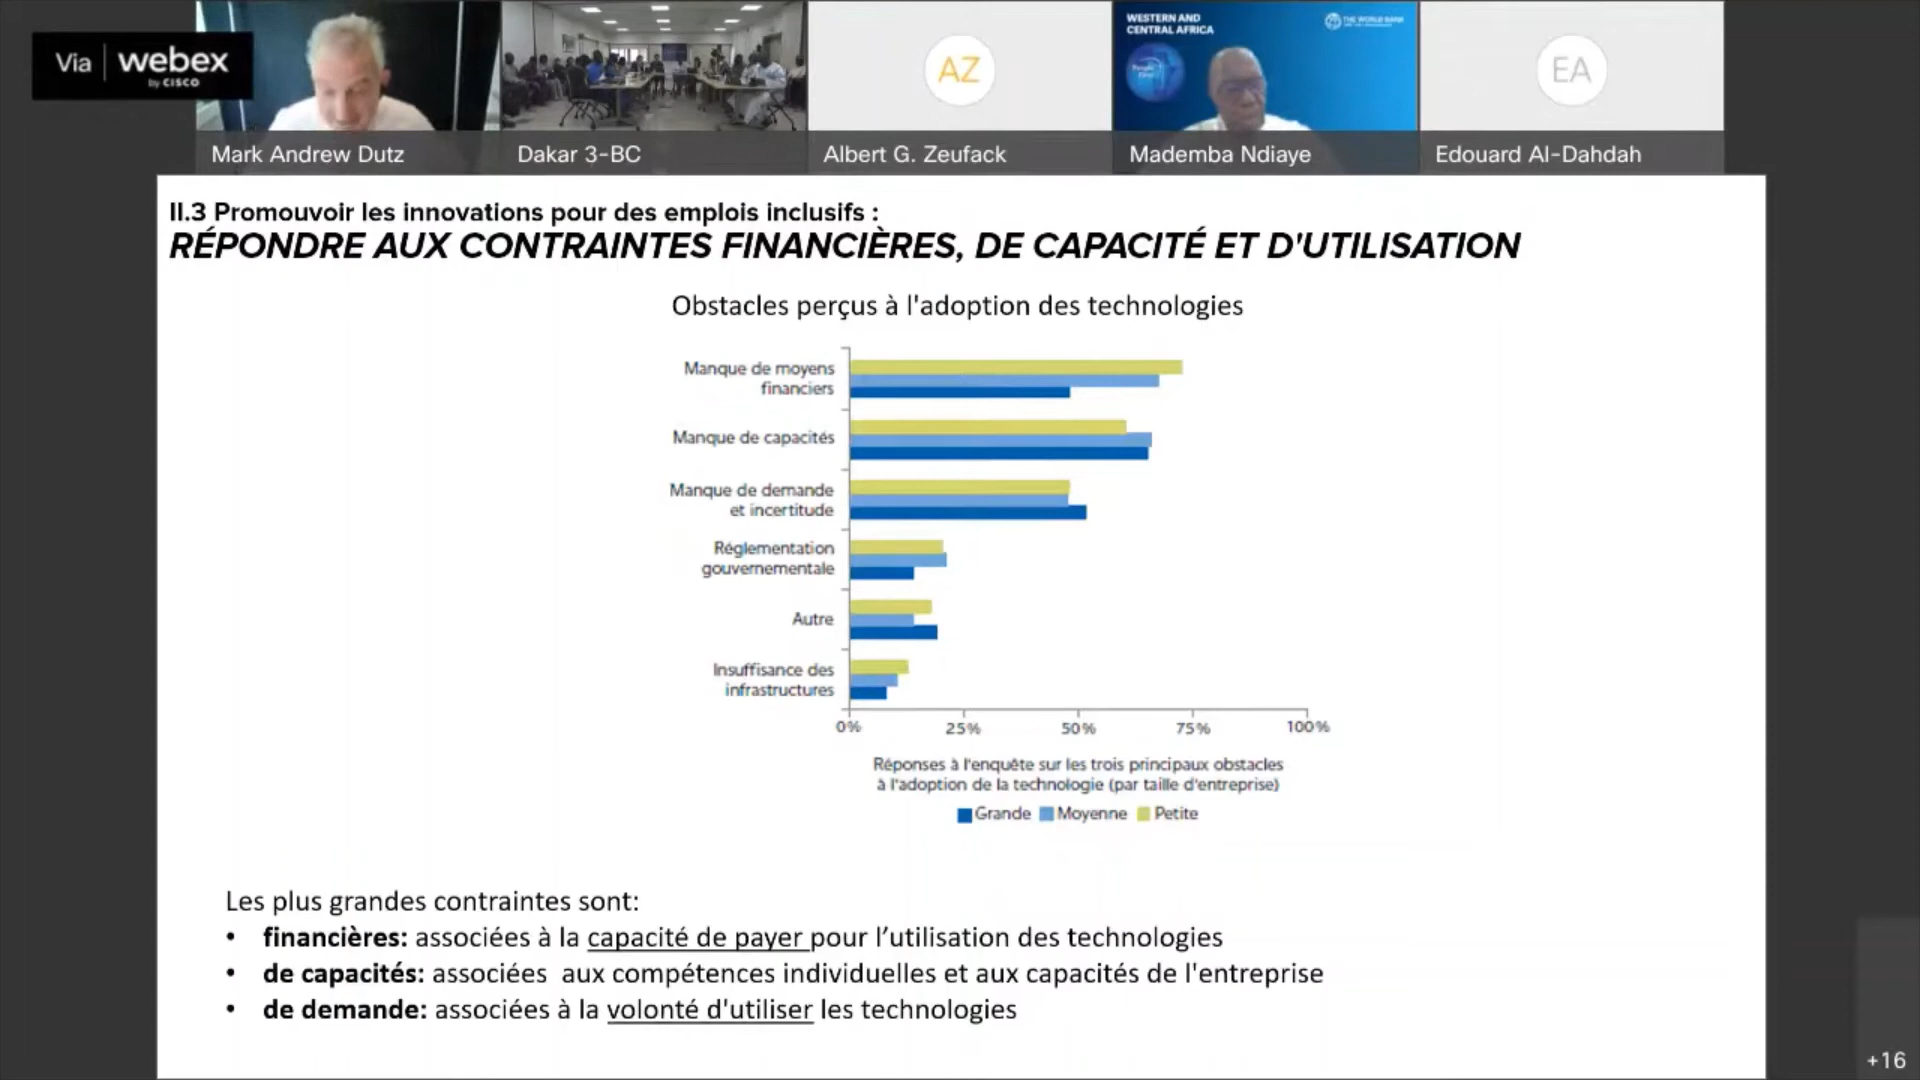 Via webex
by CISCO
WESTERN AND
CENTRAL AFRICA
THE WORLD BANK
AZ
EA
Mark Andrew Dutz
Dakar 3-BC
Albert G. Zeufack
Mademba Ndiaye
Edouard Al-Dahdah
II.3 Promouvoir les innovations pour des emplois inclusifs :
RÉPONDRE AUX CONTRAINTES FINANCIÈRES, DE CAPACITÉ ET D'UTILISATION
Obstacles perçus à l'adoption des technologies
Manque de moyens
financiers
Manque de capacités
Manque de demande
et incertitude
Réglementation
gouvernementale
Autre
Insuffisance des
infrastructures
0% 25% 50% 75% 100%
Réponses à l'enquête sur les trois principaux obstacles
à l'adoption de la technologie (par taille d'entreprise)
Grande Moyenne Petite
Les plus grandes contraintes sont:
• financières: associées à la capacité de payer pour l’utilisation des technologies
• de capacités: associées aux compétences individuelles et aux capacités de l'entreprise
• de demande: associées à la volonté d'utiliser les technologies
+16